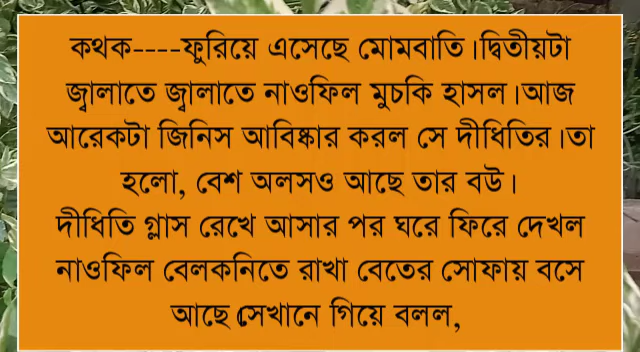 কথক----ফুরিয়ে এসেছে মোমবাতি।দ্বিতীয়টা
জ্বালাতে জ্বালাতে নাওফিল মুচকি হাসল।আজ
আরেকটা জিনিস আবিষ্কার করল সে দীধিতির।তা
হলো, বেশ অলসও আছে তার বউ।
দীধিতি গ্লাস রেখে আসার পর ঘরে ফিরে দেখল
নাওফিল বেলকনিতে রাখা বেতের সোফায় বসে
আছে।সেখানে গিয়ে বলল,